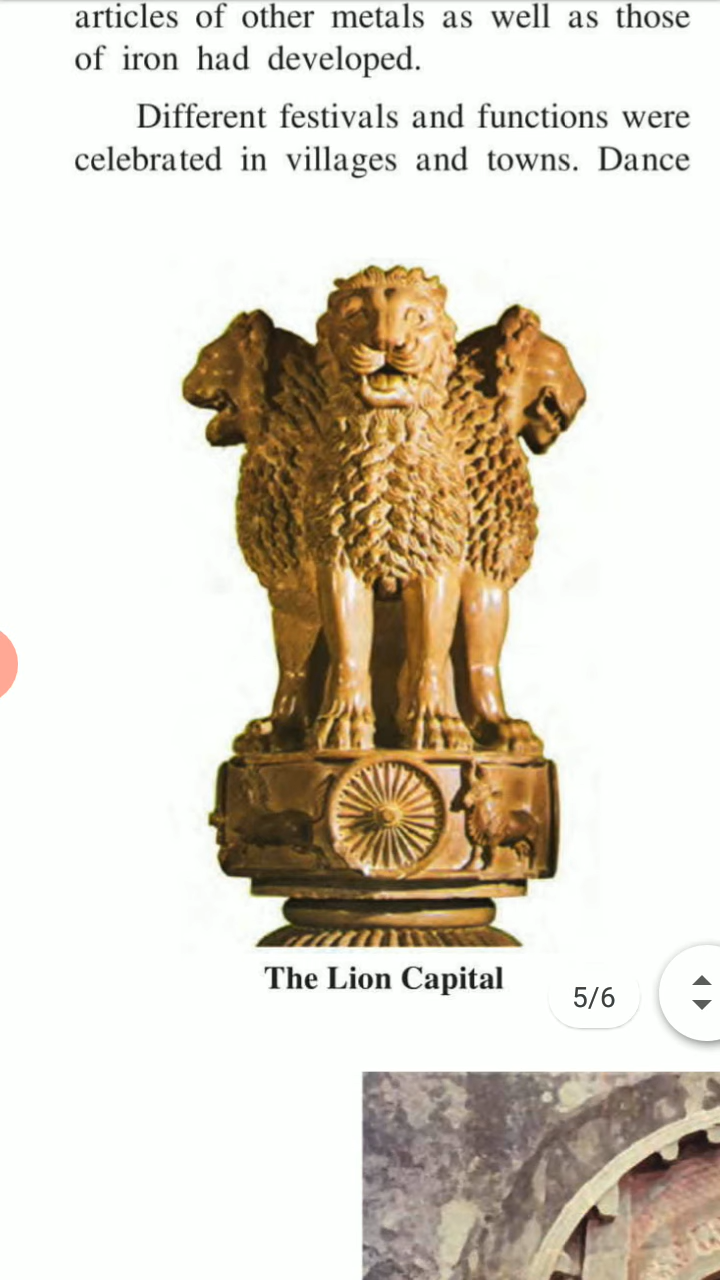 articles of other metals as well as those
of iron had developed.
Different festivals and functions were
celebrated in villages and towns. Dance
The Lion Capital
5/6